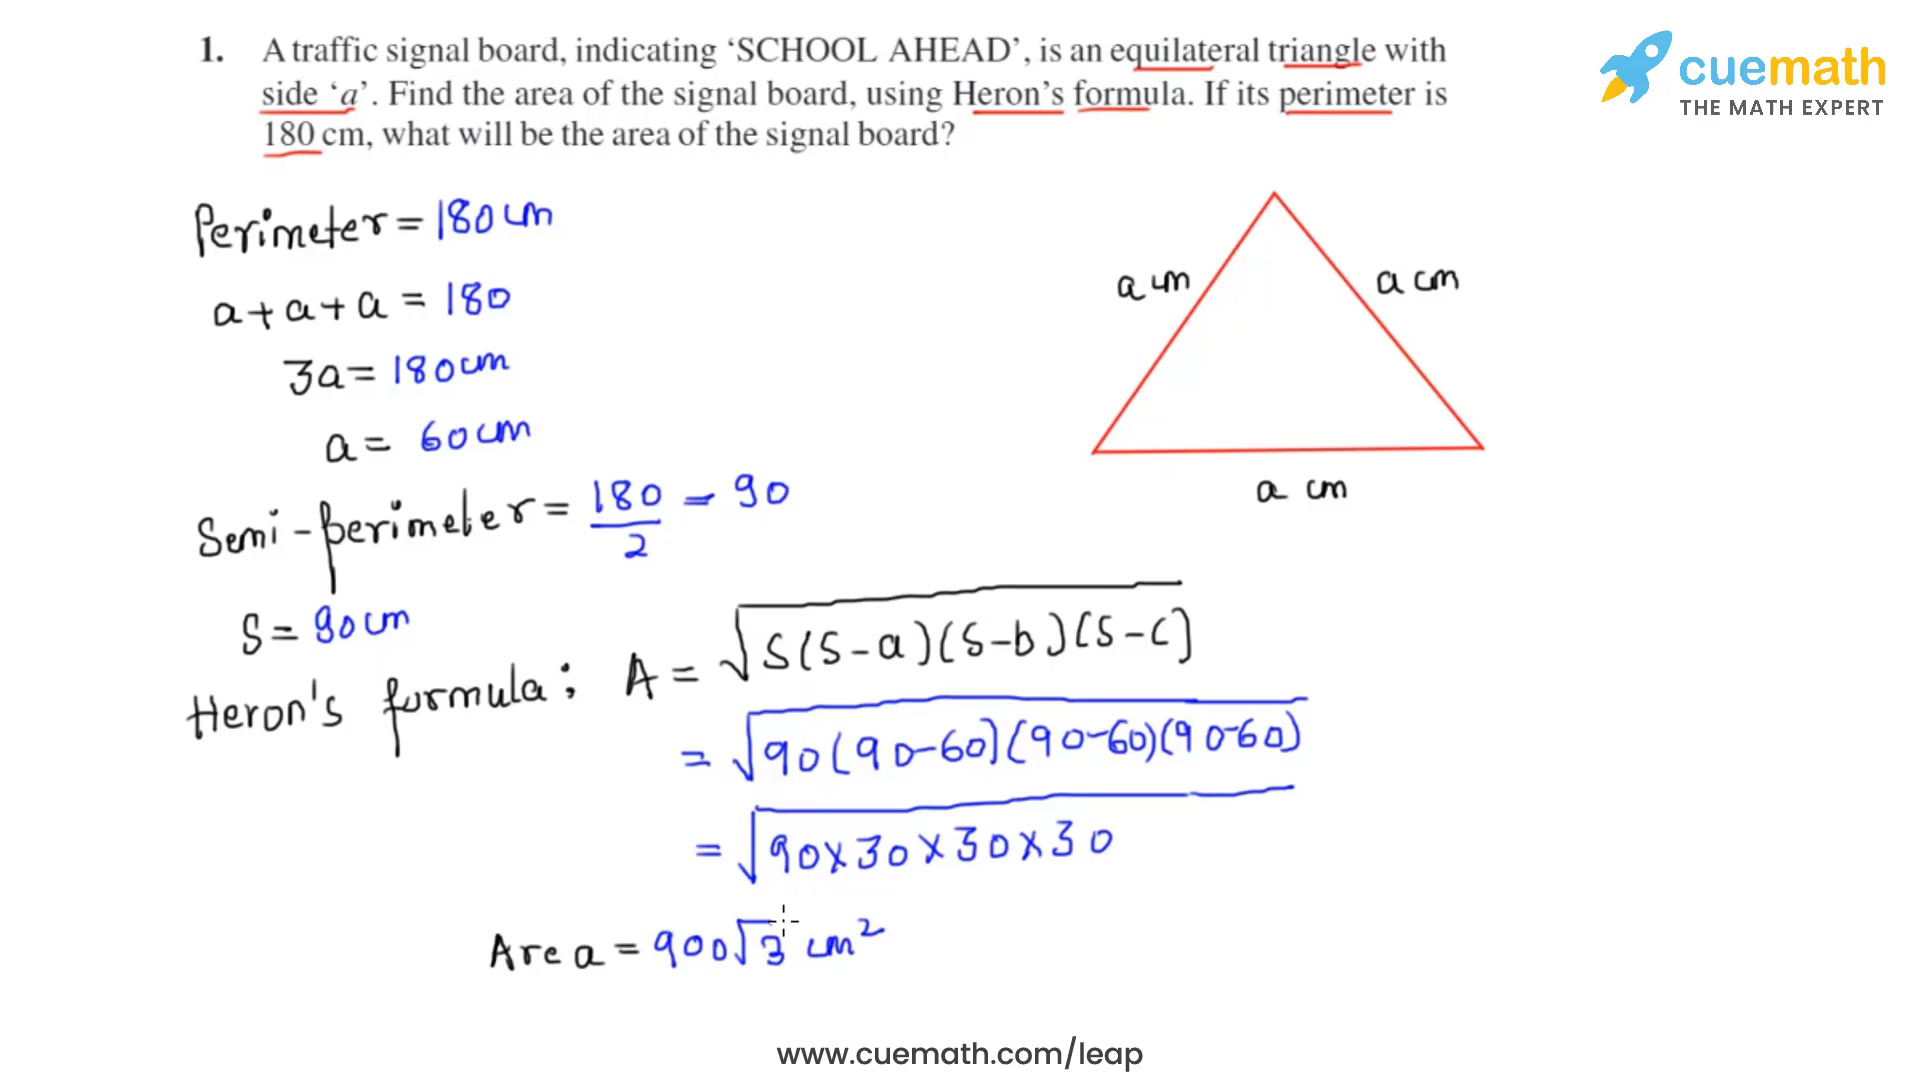 1. A traffic signal board, indicating ‘SCHOOL AHEAD’, is an equilateral triangle with
side ‘a’. Find the area of the signal board, using Heron’s formula. If its perimeter is
180 cm, what will be the area of the signal board?
cuemath
THE MATH EXPERT
Perimeter = 180 cm
a + a + a = 180
3a = 180 cm
a = 60 cm
Semi-perimeter = 180/2 = 90
S = 90 cm
a cm
a cm
a cm
Heron's formula : A = √S(S-a)(S-b)(S-c)
= √90(90-60)(90-60)(90-60)
= √90×30×30×30
Area = 900√3 cm²
www.cuemath.com/leap